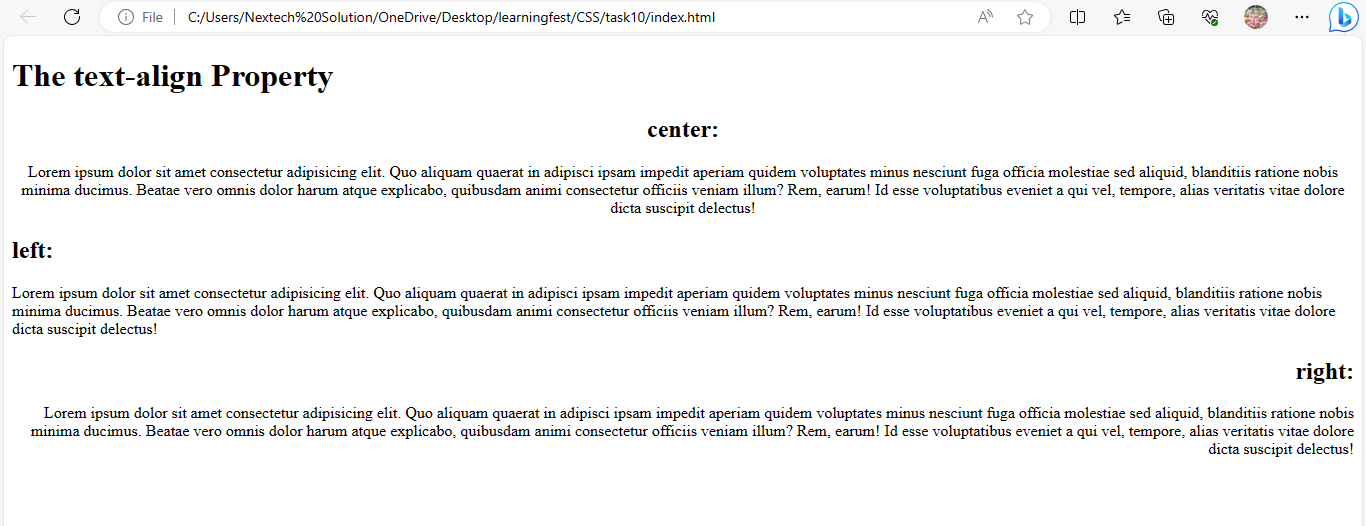 File
C:/Users/Nextech%20Solution/OneDrive/Desktop/learningfest/CSS/task10/index.html
The text-align Property
center:
Lorem ipsum dolor sit amet consectetur adipisicing elit. Quo aliquam quaerat in adipisci ipsam impedit aperiam quidem voluptates minus nesciunt fuga officia molestiae sed aliquid, blanditiis ratione nobis
minima ducimus. Beatae vero omnis dolor harum atque explicabo, quibusdam animi consectetur officiis veniam illum? Rem, earum! Id esse voluptatibus eveniet a qui vel, tempore, alias veritatis vitae dolore
dicta suscipit delectus!
left:
Lorem ipsum dolor sit amet consectetur adipisicing elit. Quo aliquam quaerat in adipisci ipsam impedit aperiam quidem voluptates minus nesciunt fuga officia molestiae sed aliquid, blanditiis ratione nobis
minima ducimus. Beatae vero omnis dolor harum atque explicabo, quibusdam animi consectetur officiis veniam illum? Rem, earum! Id esse voluptatibus eveniet a qui vel, tempore, alias veritatis vitae dolore
dicta suscipit delectus!
right:
Lorem ipsum dolor sit amet consectetur adipisicing elit. Quo aliquam quaerat in adipisci ipsam impedit aperiam quidem voluptates minus nesciunt fuga officia molestiae sed aliquid, blanditiis ratione nobis
minima ducimus. Beatae vero omnis dolor harum atque explicabo, quibusdam animi consectetur officiis veniam illum? Rem, earum! Id esse voluptatibus eveniet a qui vel, tempore, alias veritatis vitae dolore
dicta suscipit delectus!